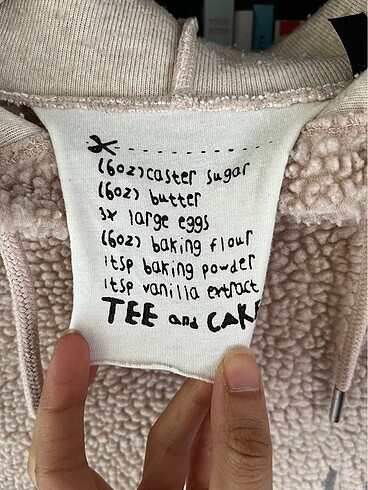 (6oz) caster sugar
(6oz) butter
3x large eggs
(6oz) baking flour
1tsp baking powder
1tsp vanilla extract
TEE and CAKE